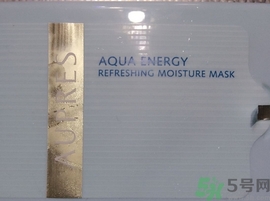 AUPRES
AQUA ENERGY
REFRESHING MOISTURE MASK
5号网